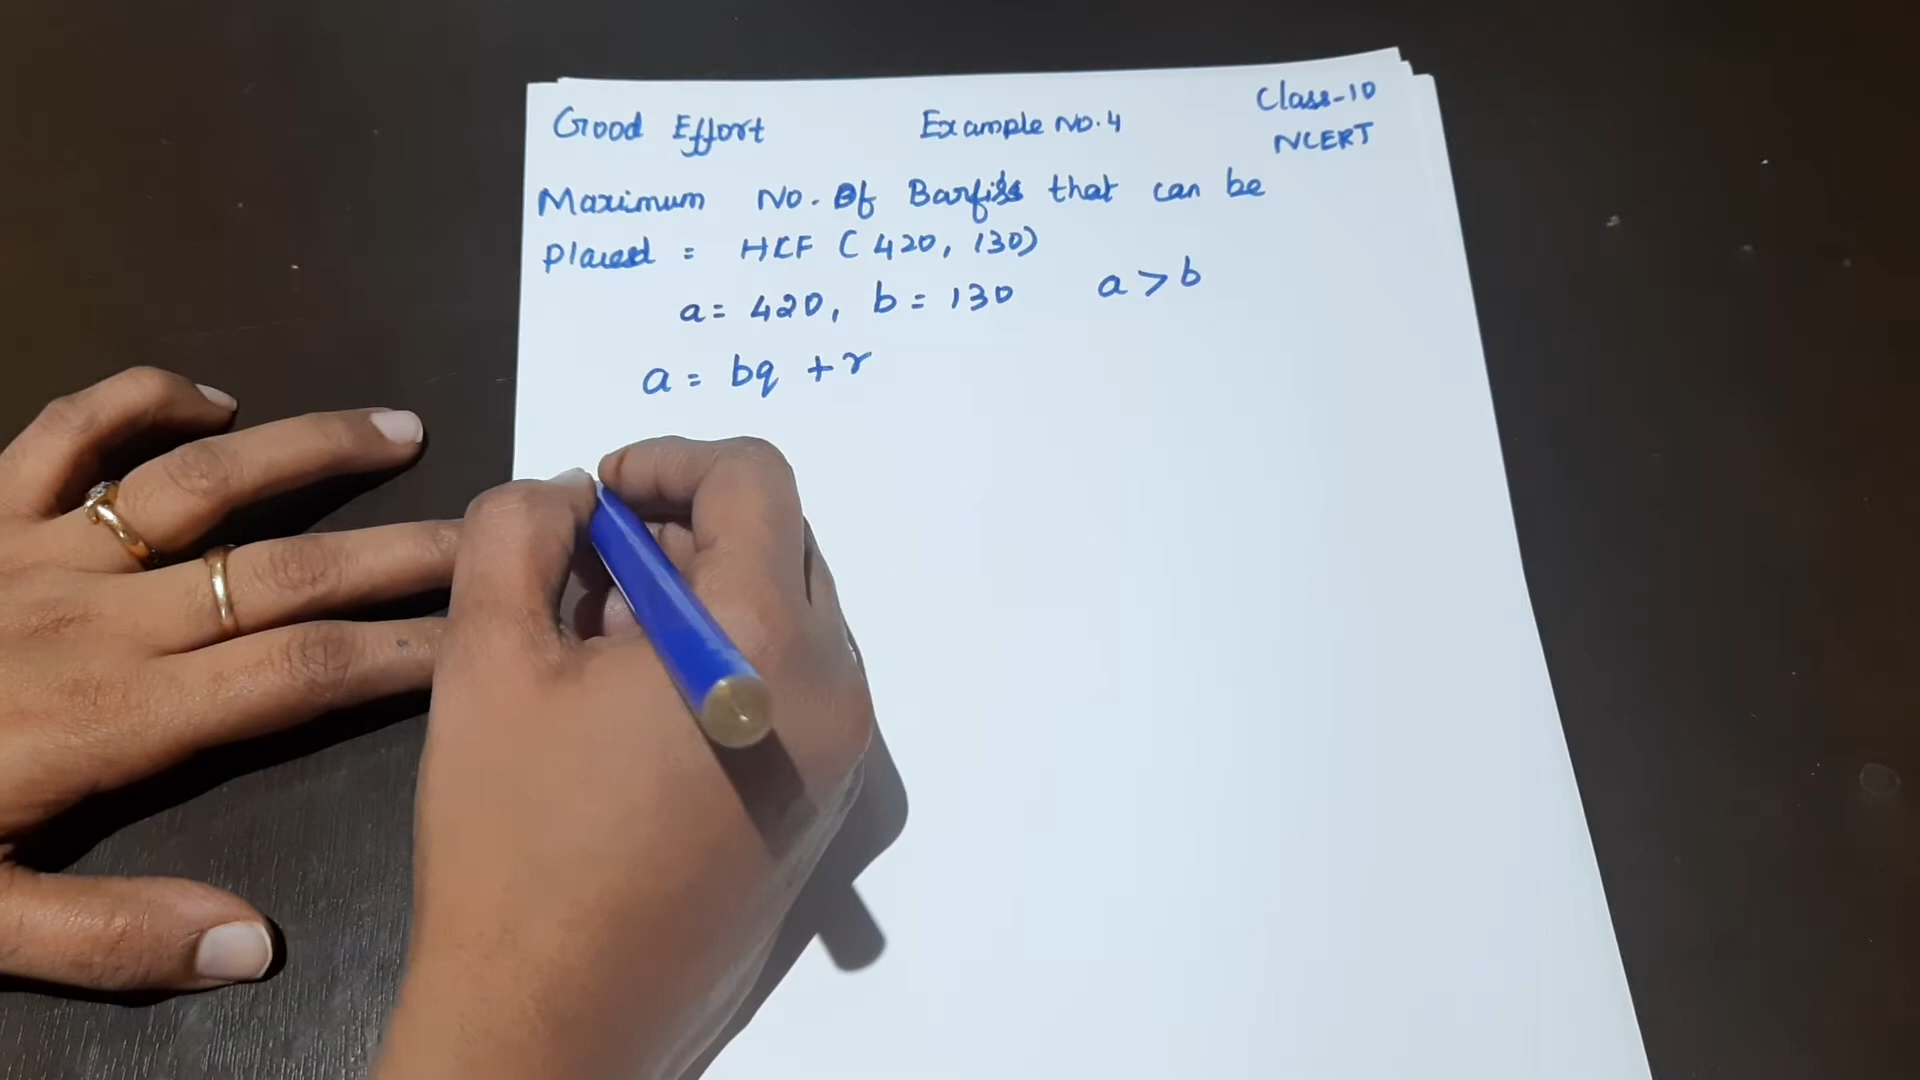 Good Effort Example No.4 Class-10
NCERT
Maximum No. Of Barfis that can be
Placed = HCF (420, 130)
a = 420, b = 130 a > b
a = bq + r